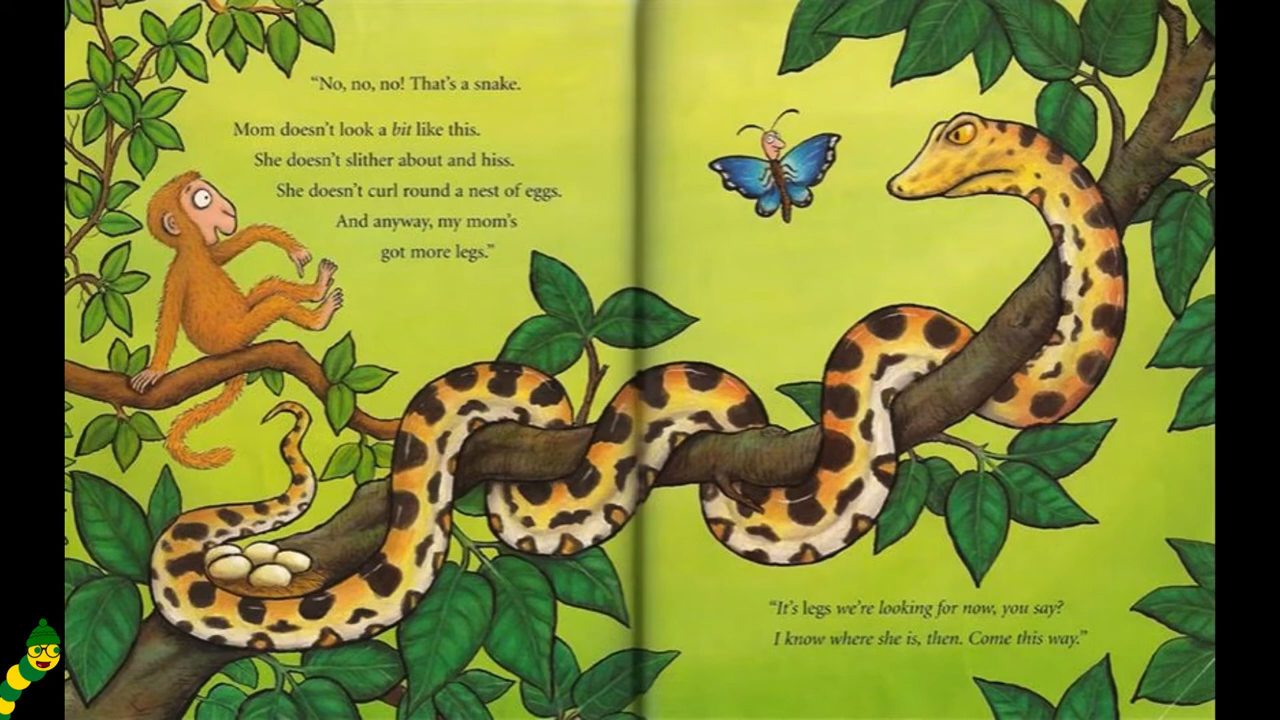 "No, no, no! That's a snake.
Mom doesn't look a bit like this.
She doesn't slither about and hiss.
She doesn't curl round a nest of eggs.
And anyway, my mom's
got more legs."
"It's legs we're looking for now, you say?
I know where she is, then. Come this way."